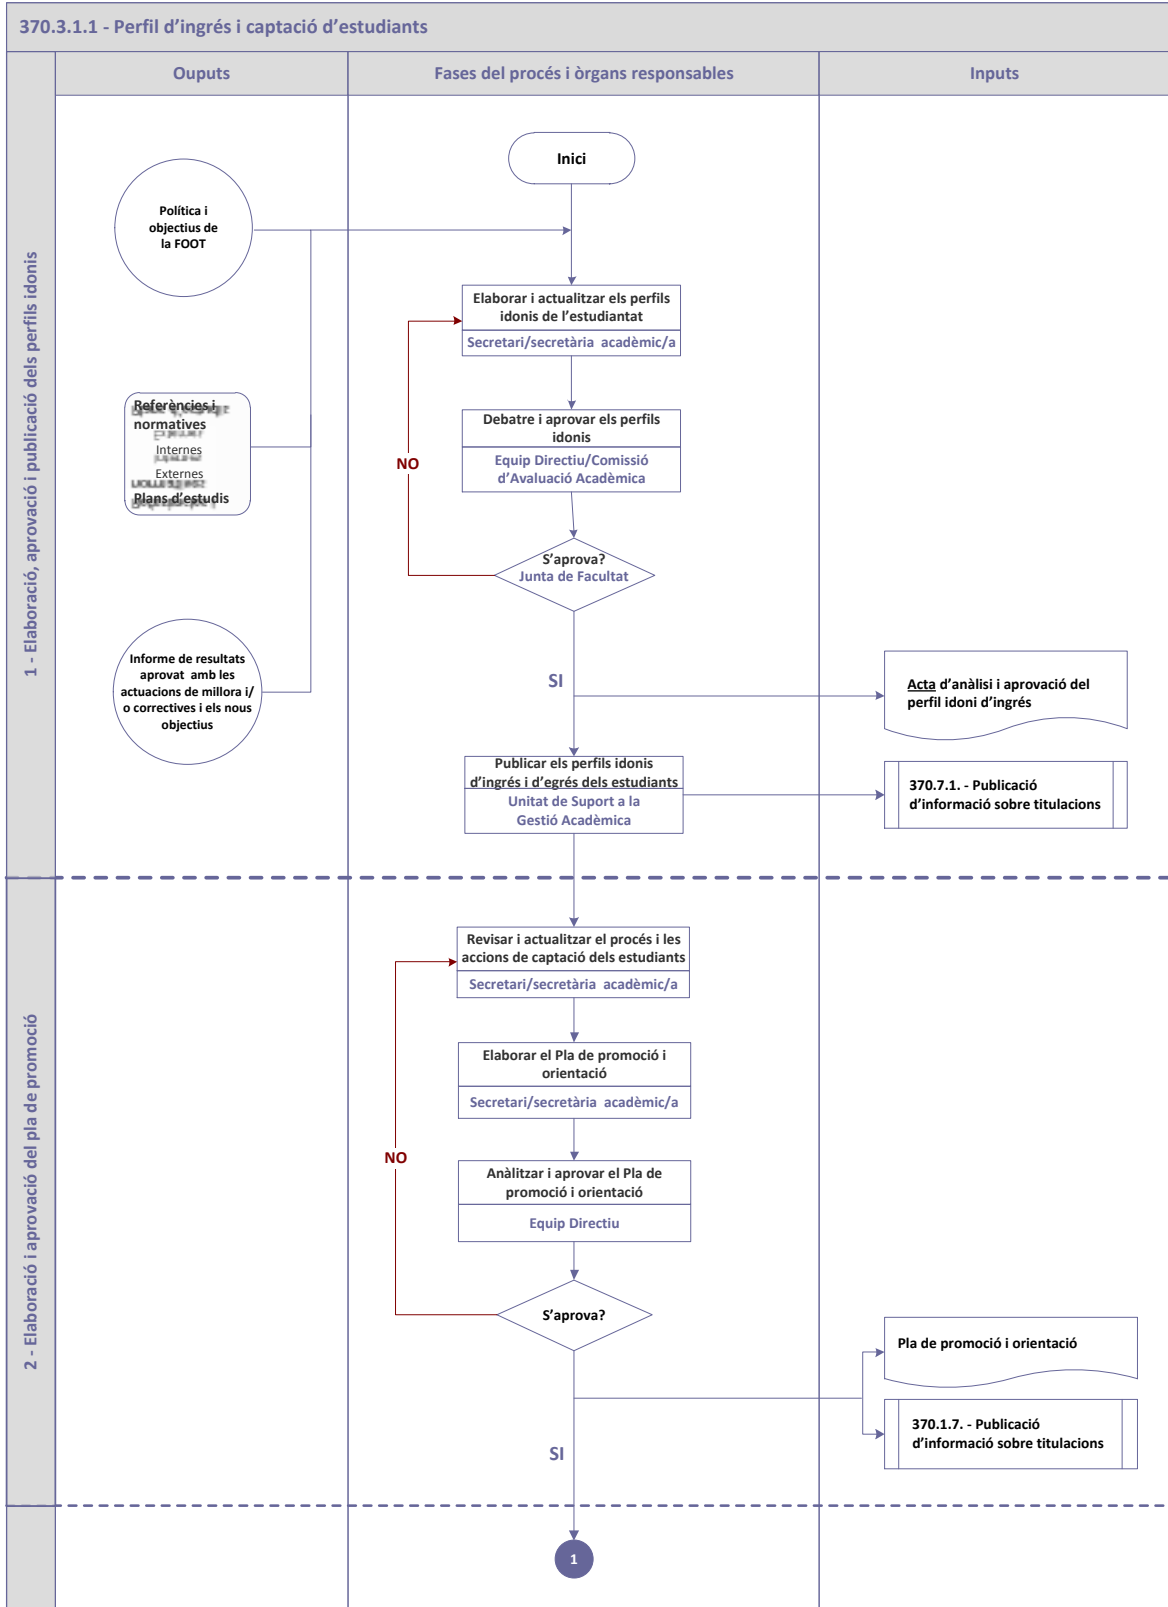 370.3.1.1 - Perfil d’ingrés i captació d’estudiants
Ouputs
Fases del procés i òrgans responsables
Inputs
1 - Elaboració, aprovació i publicació dels perfils idonis
Inici
Política i
objectius de
la FOOT
Elaborar i actualitzar els perfils
idonis de l’estudiantat
Secretari/secretària acadèmic/a
Referències i
normatives
Internes
Externes
Plans d’estudis
Debatre i aprovar els perfils
idonis
Equip Directiu/Comissió
d’Avaluació Acadèmica
NO
S’aprova?
Junta de Facultat
Informe de resultats
aprovat amb les
actuacions de millora i/
o correctives i els nous
objectius
SI
Acta d’anàlisi i aprovació del
perfil idoni d’ingrés
Publicar els perfils idonis
d’ingrés i d’egrés dels estudiants
Unitat de Suport a la
Gestió Acadèmica
370.7.1. - Publicació
d’informació sobre titulacions
2 - Elaboració i aprovació del pla de promoció
Revisar i actualitzar el procés i les
accions de captació dels estudiants
Secretari/secretària acadèmic/a
Elaborar el Pla de promoció i
orientació
Secretari/secretària acadèmic/a
NO
Anàlitzar i aprovar el Pla de
promoció i orientació
Equip Directiu
S’aprova?
Pla de promoció i orientació
370.1.7. - Publicació
d’informació sobre titulacions
SI
1